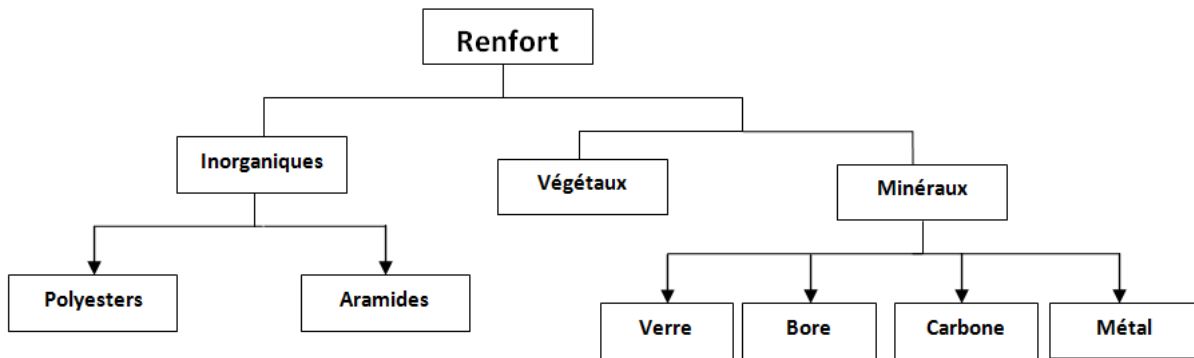 Renfort
Inorganiques
Végétaux
Minéraux
Polyesters
Aramides
Verre
Bore
Carbone
Métal